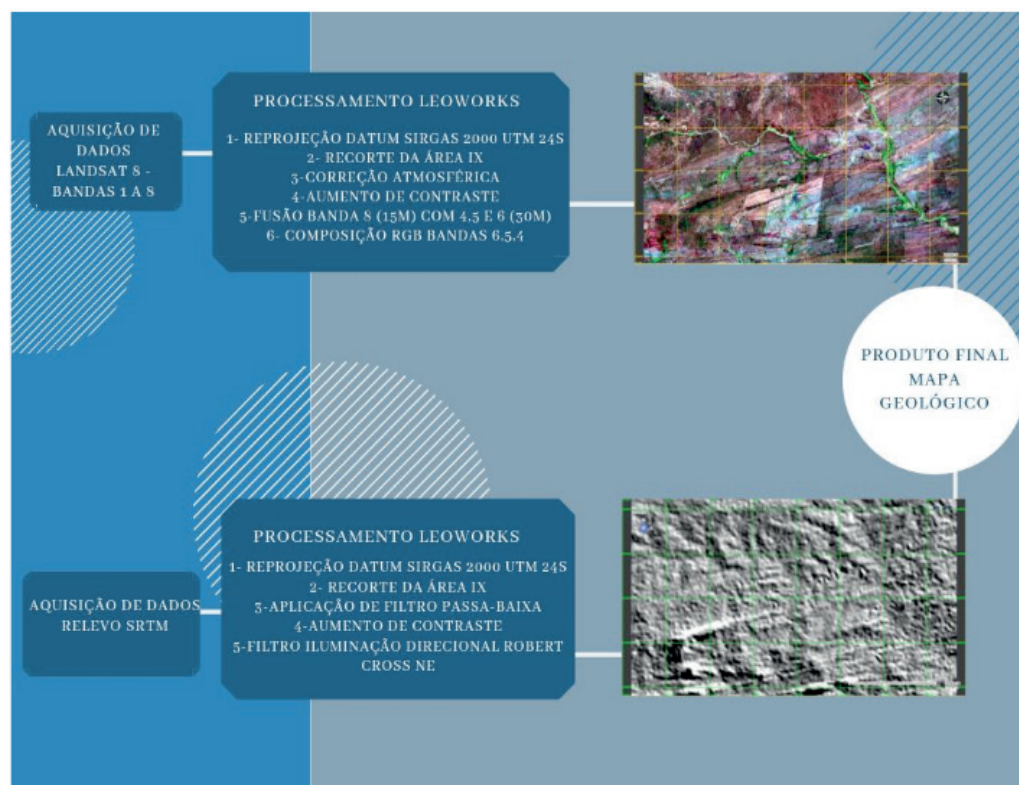 AQUISIÇÃO DE
DADOS
LANDSAT 8 -
BANDAS 1 A 8
PROCESSAMENTO LEOWORKS
1- REPROJEÇÃO DATUM SIRGAS 2000 UTM 24S
2- RECORTE DA ÁREA IX
3-CORREÇÃO ATMOSFÉRICA
4-AUMENTO DE CONTRASTE
5-FUSÃO BANDA 8 (15M) COM 4,5 E 6 (30M)
6- COMPOSIÇÃO RGB BANDAS 6,5,4
PRODUTO FINAL
MAPA
GEOLÓGICO
AQUISIÇÃO DE DADOS
RELEVO SRTM
PROCESSAMENTO LEOWORKS
1- REPROJEÇÃO DATUM SIRGAS 2000 UTM 24S
2- RECORTE DA ÁREA IX
3-APLICAÇÃO DE FILTRO PASSA-BAIXA
4-AUMENTO DE CONTRASTE
5-FILTRO ILUMINAÇÃO DIRECIONAL ROBERT
CROSS NE